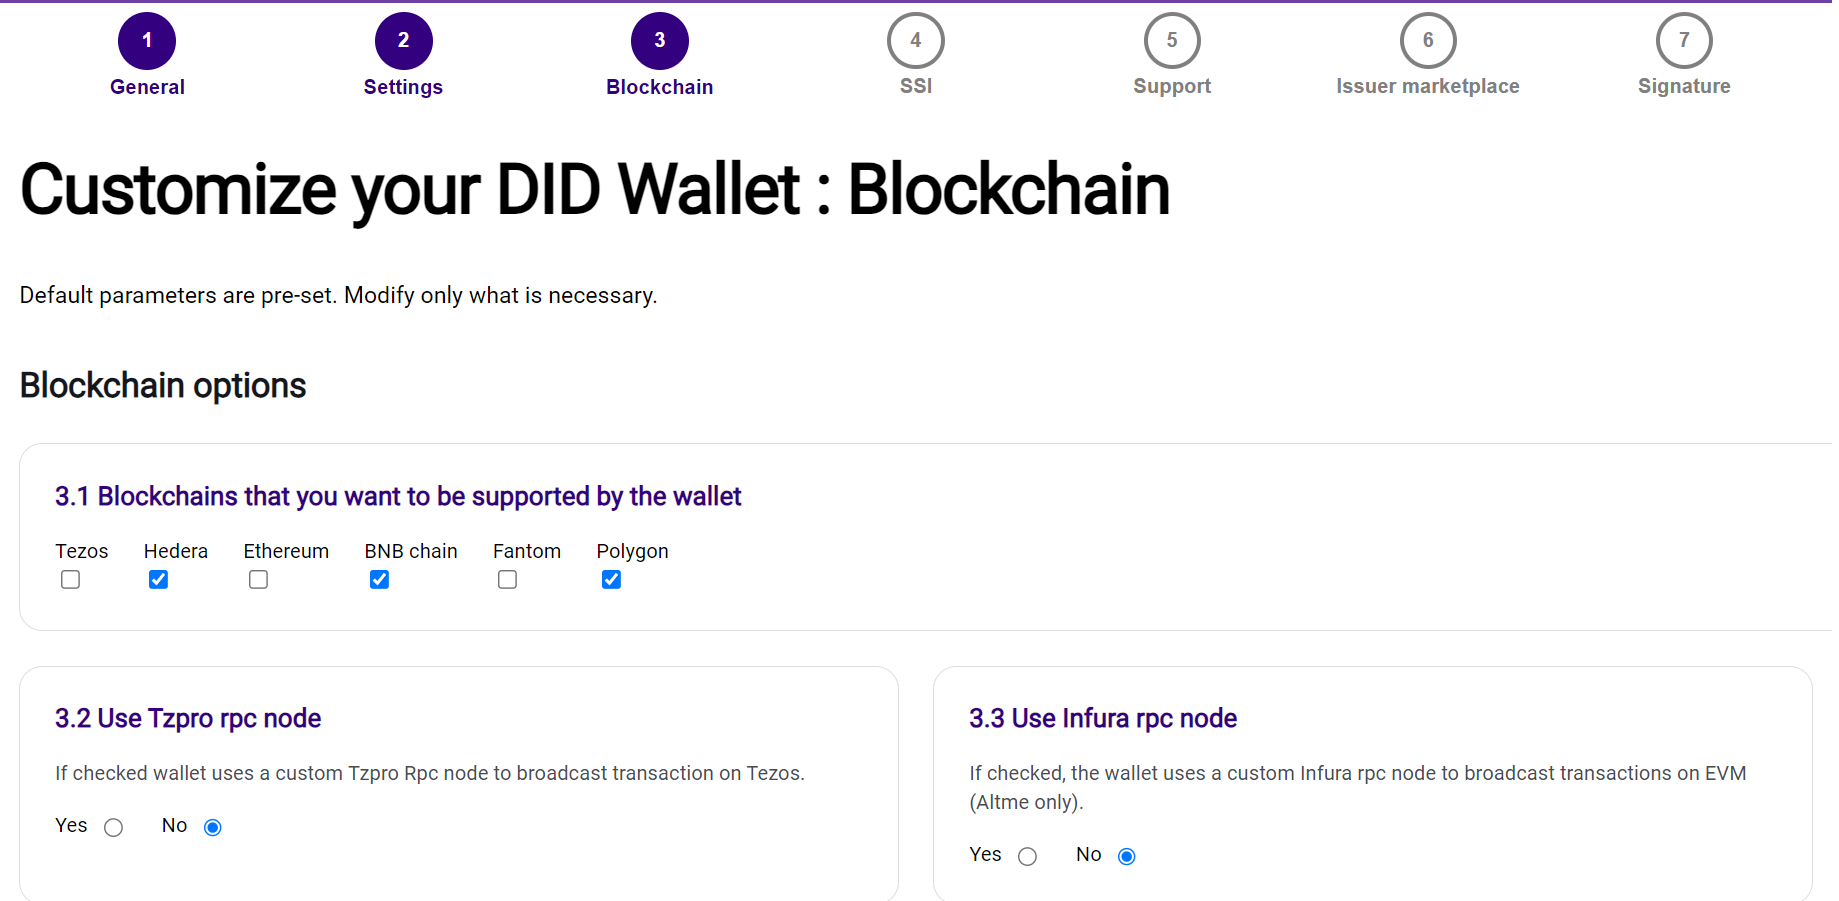 1 2 3 4 5 6 7
General Settings Blockchain SSI Support Issuer marketplace Signature
Customize your DID Wallet : Blockchain
Default parameters are pre-set. Modify only what is necessary.
Blockchain options
3.1 Blockchains that you want to be supported by the wallet
Tezos Hedera Ethereum BNB chain Fantom Polygon
3.2 Use Tzpro rpc node
If checked wallet uses a custom Tzpro Rpc node to broadcast transaction on Tezos.
Yes No
3.3 Use Infura rpc node
If checked, the wallet uses a custom Infura rpc node to broadcast transactions on EVM
(Altme only).
Yes No